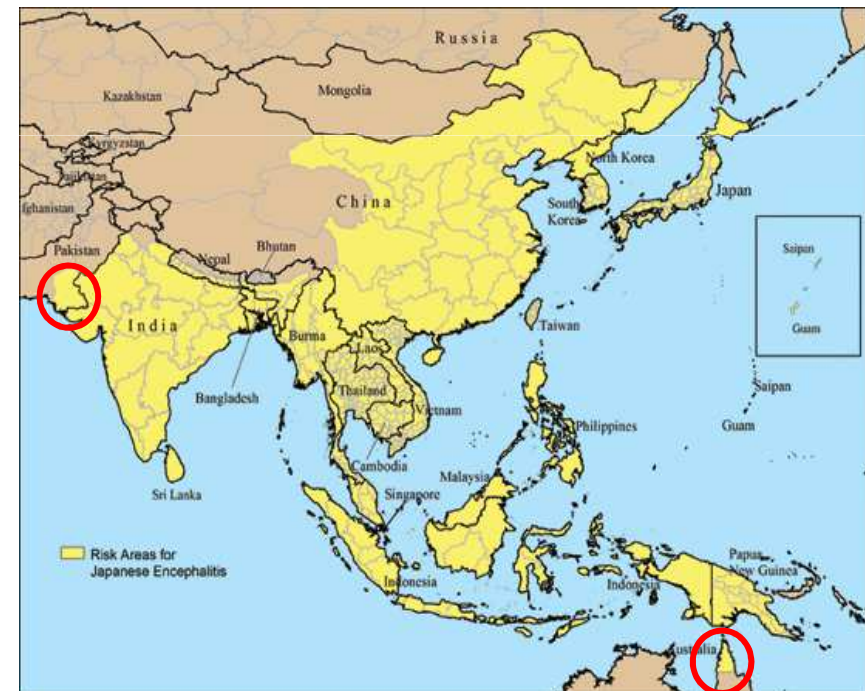 Russia
Kazakhstan
Mongolia
Kyrgyzstan
Tajikistan
North Korea
fghanistan
China
South
Korea
Japan
Pakistan
Nepal
Bhutan
Saipan
India
Taiwan
Guam
Burma
Laos
Bangladesh
Thailand
Vietnam
Saipan
Guam
Philippines
Cambodia
Malaysia
Sri Lanka
Singapore
Risk Areas for
Japanese Encephalitis
Indonesia
Indonesia
Papua
New Guinea
ustralia